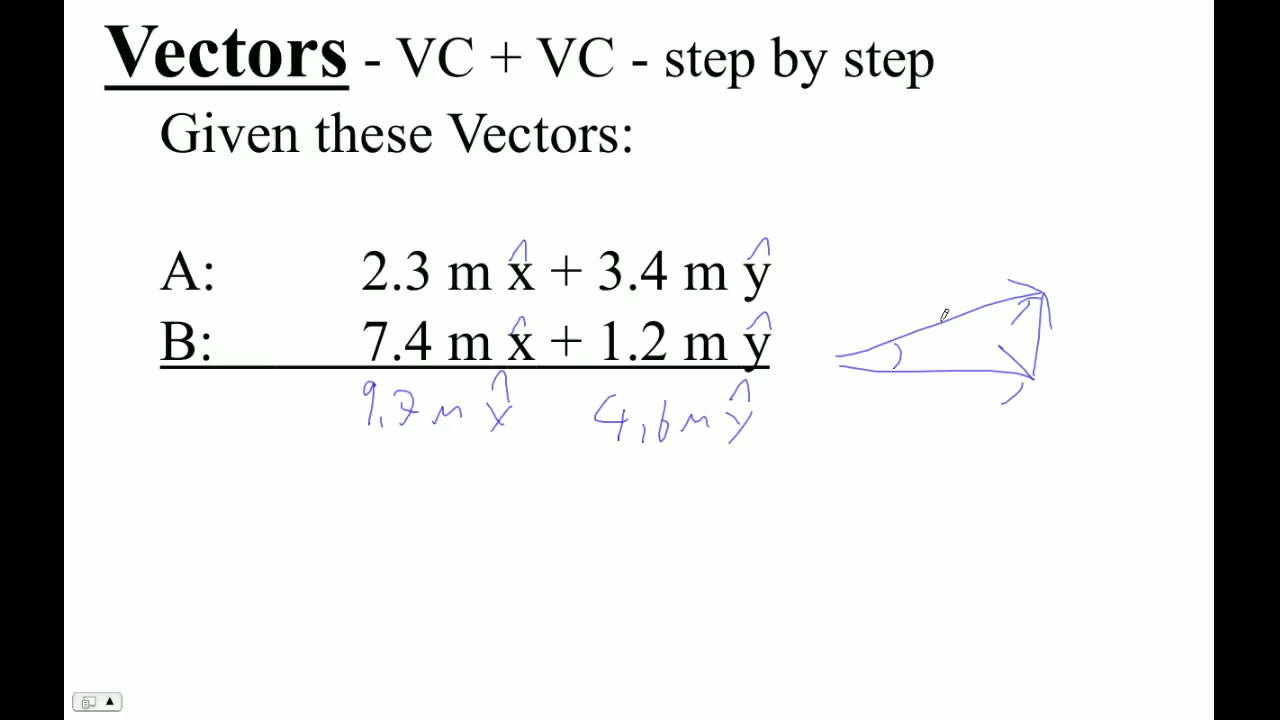 Vectors - VC + VC - step by step
Given these Vectors:
A: 2.3 m x̂ + 3.4 m ŷ
B: 7.4 m x̂ + 1.2 m ŷ
9.7 m x̂ 4.6 m ŷ